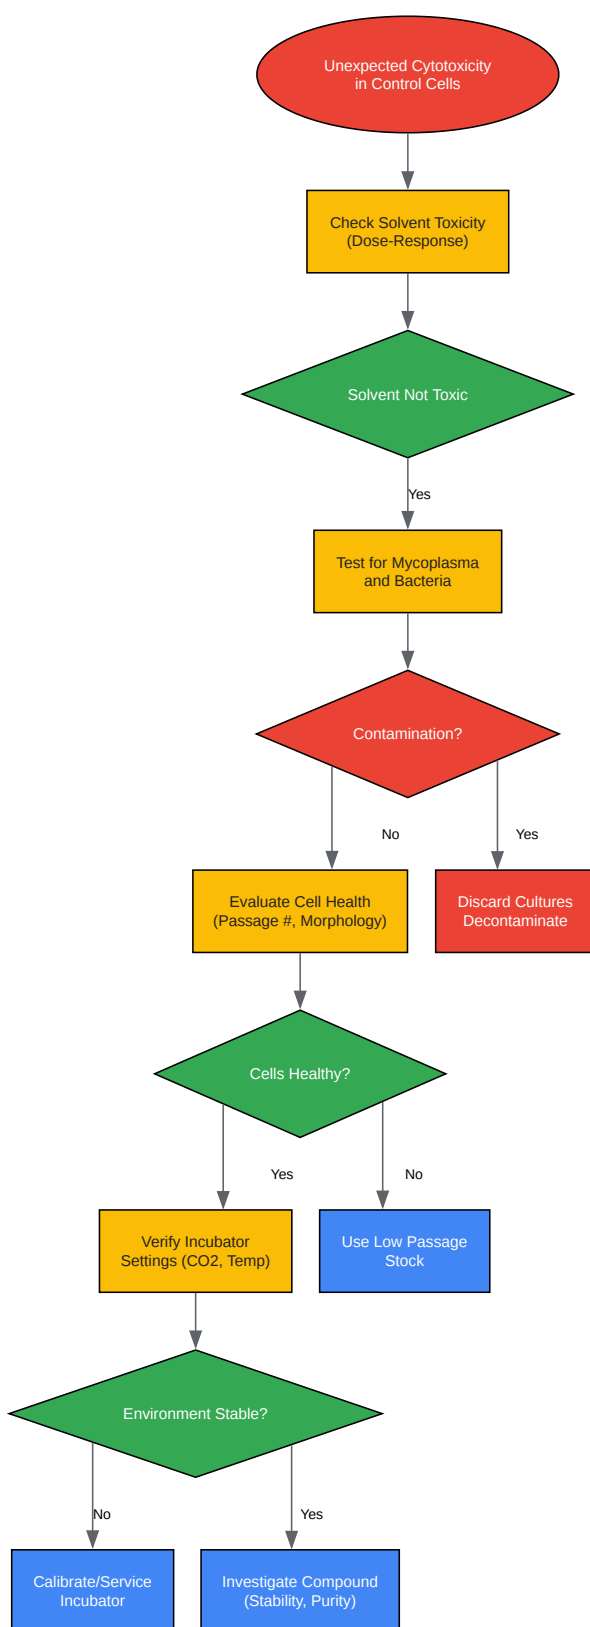 Unexpected Cytotoxicity
in Control Cells
Check Solvent Toxicity
(Dose-Response)
Solvent Not Toxic
Yes
Test for Mycoplasma
and Bacteria
Contamination?
No
Yes
Evaluate Cell Health
(Passage #, Morphology)
Discard Cultures
Decontaminate
Cells Healthy?
Yes
No
Verify Incubator
Settings (CO2, Temp)
Use Low Passage
Stock
Environment Stable?
No
Yes
Calibrate/Service
Incubator
Investigate Compound
(Stability, Purity)